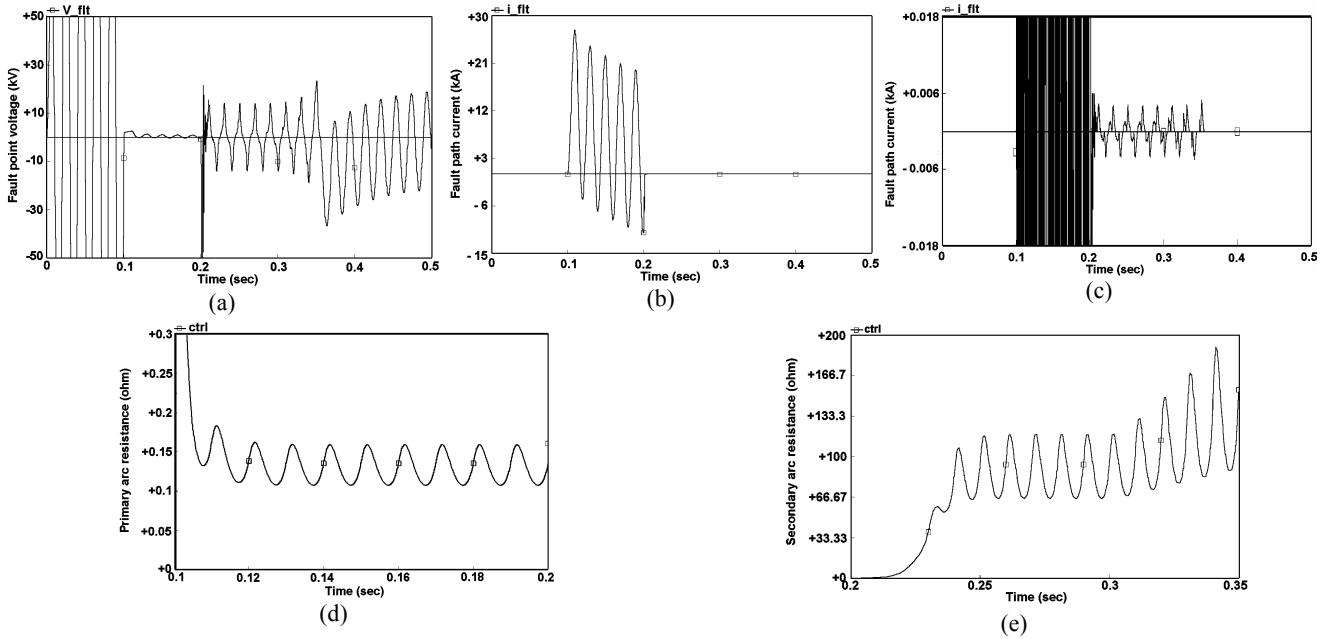 V_flt
+50
+30
+10
-10
-30
-50
Fault point voltage (kV)
0
0.1
0.2
0.3
0.4
0.5
Time (sec)
(a)
i_flt
+30
+21
+12
+3
- 6
- 15
Fault path current (kA)
0
0.1
0.2
0.3
0.4
0.5
Time (sec)
(b)
i_flt
+0.018
+0.006
- 0.006
- 0.018
Fault path current (kA)
0
0.1
0.2
0.3
0.4
0.5
Time (sec)
(c)
ctrl
+0.3
+0.2
+0.15
+0.1
+0.05
+0
Primary arc resistance (ohm)
0.1
0.12
0.14
0.16
0.18
0.2
Time (sec)
(d)
ctrl
+200
+166.7
+133.3
+100
+66.67
+33.33
+0
Secondary arc resistance (ohm)
0.2
0.25
0.3
0.35
Time (sec)
(e)